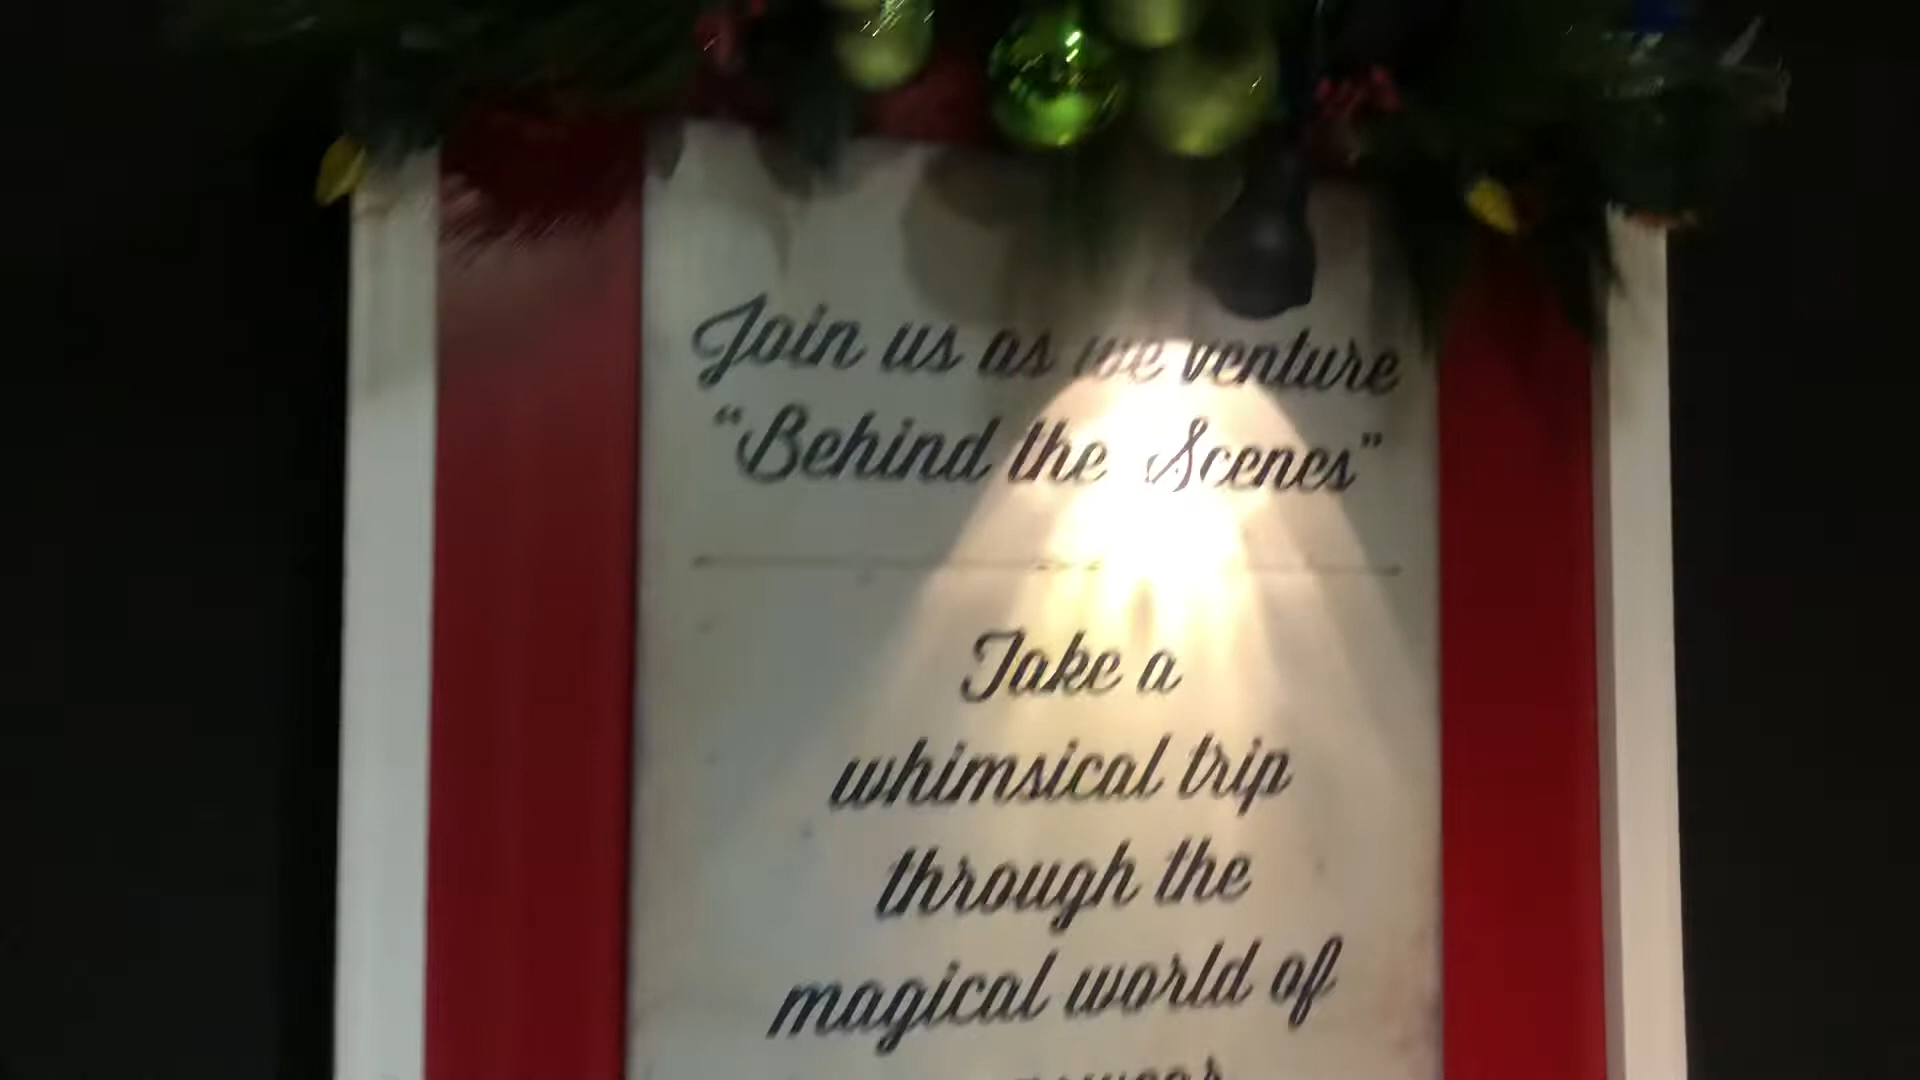 Join us as we venture
"Behind the Scenes"
Take a
whimsical trip
through the
magical world of